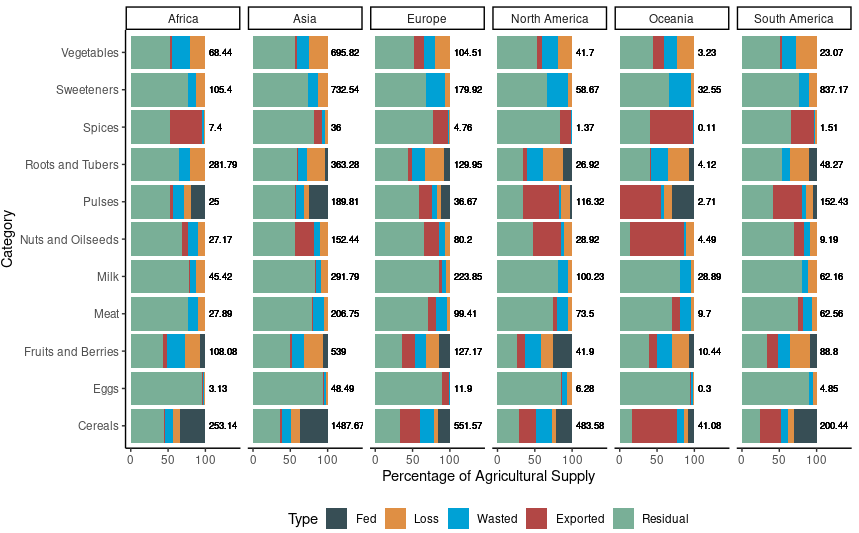 Africa Asia Europe North America Oceania South America
Vegetables 68.44 695.82 104.51 41.7 3.23 23.07
Sweeteners 105.4 732.54 179.92 58.67 32.55 837.17
Spices 7.4 36 4.76 1.37 0.11 1.51
Roots and Tubers 281.79 363.28 129.95 26.92 4.12 48.27
Pulses 25 189.81 36.67 116.32 2.71 152.43
Nuts and Oilseeds 27.17 152.44 80.2 28.92 4.49 9.19
Milk 45.42 291.79 223.85 100.23 28.89 62.16
Meat 27.89 206.75 99.41 73.5 9.7 62.56
Fruits and Berries 108.08 539 127.17 41.9 10.44 88.8
Eggs 3.13 48.49 11.9 6.28 0.3 4.85
Cereals 253.14 1487.67 551.57 483.58 41.08 200.44
Category
0 50 100 0 50 100 0 50 100 0 50 100 0 50 100 0 50 100
Percentage of Agricultural Supply
Type Fed Loss Wasted Exported Residual